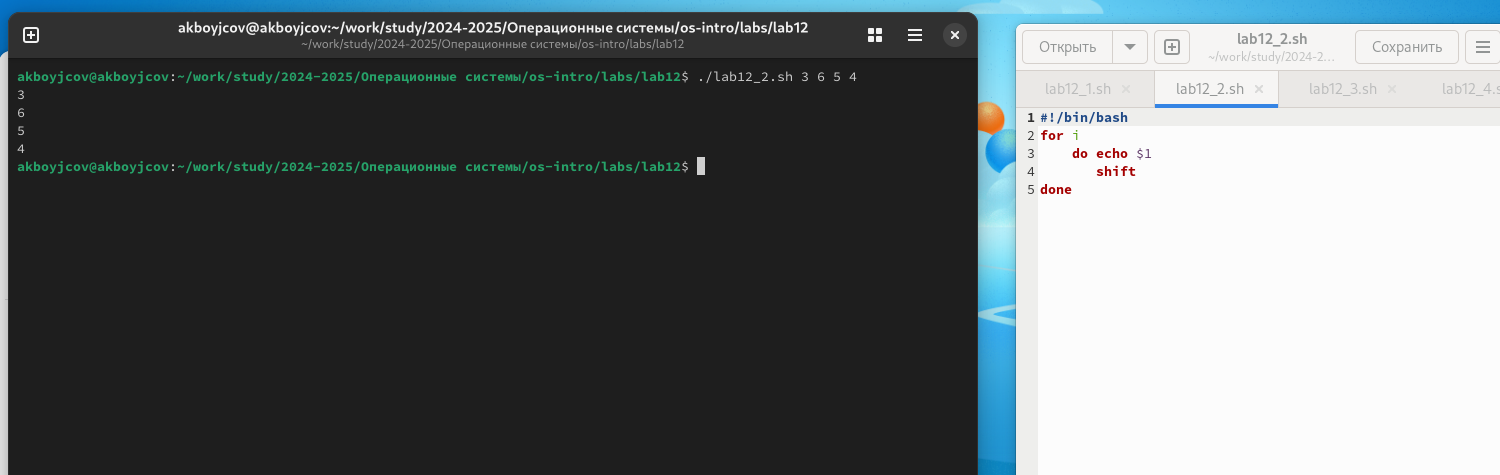 akboyjcov@akboyjcov:~/work/study/2024-2025/Операционные системы/os-intro/labs/lab12
~/work/study/2024-2025/Операционные системы/os-intro/labs/lab12
akboyjcov@akboyjcov:~/work/study/2024-2025/Операционные системы/os-intro/labs/lab12$ ./lab12_2.sh 3 6 5 4
3
6
5
4
akboyjcov@akboyjcov:~/work/study/2024-2025/Операционные системы/os-intro/labs/lab12$
Открыть
lab12_2.sh
~/work/study/2024-2...
Сохранить
lab12_1.sh lab12_2.sh lab12_3.sh lab12_4.s
1 #!/bin/bash
2 for i
3     do echo $1
4        shift
5 done